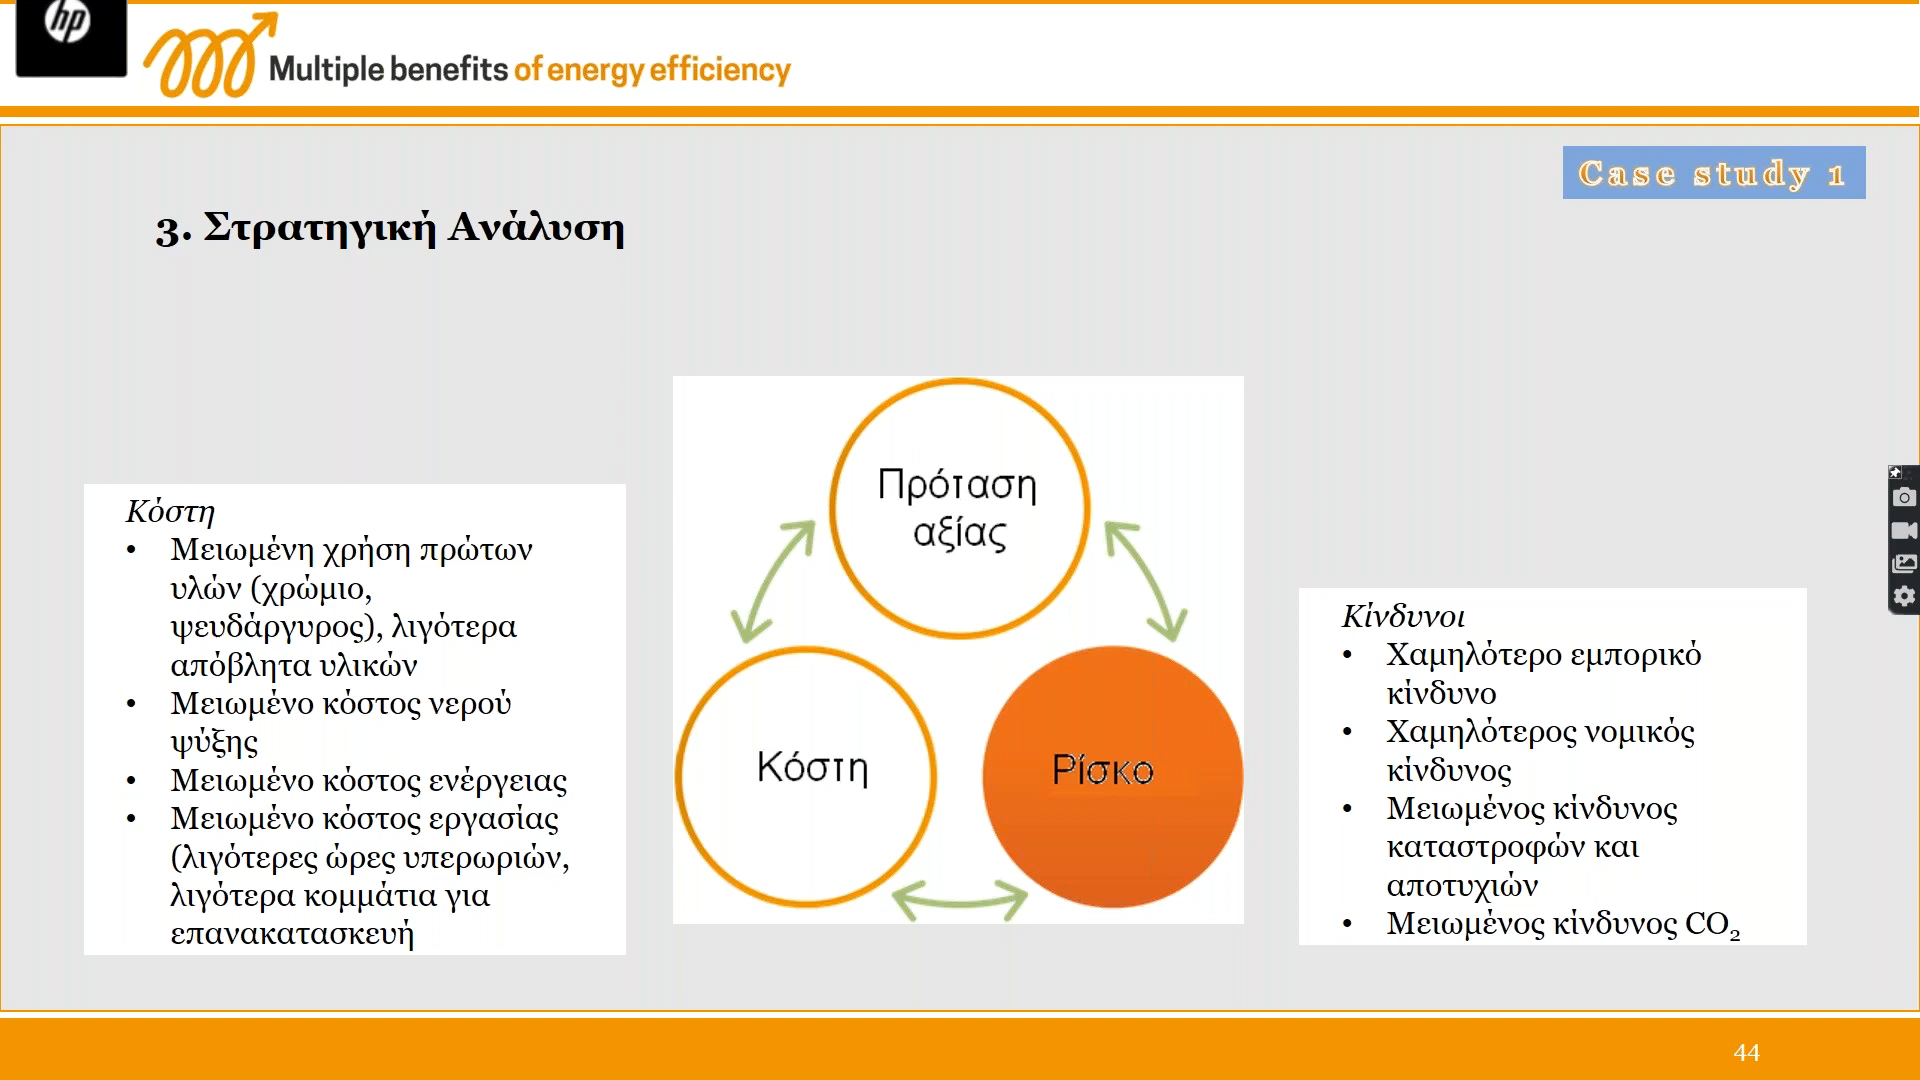 hp
Multiple benefits of energy efficiency
Case study 1
3. Στρατηγική Ανάλυση
Κόστη
• Μειωμένη χρήση πρώτων
υλών (χρώμιο,
ψευδάργυρος), λιγότερα
απόβλητα υλικών
• Μειωμένο κόστος νερού
ψύξης
• Μειωμένο κόστος ενέργειας
• Μειωμένο κόστος εργασίας
(λιγότερες ώρες υπερωριών,
λιγότερα κομμάτια για
επανακατασκευή
Πρόταση
αξίας
Κόστη
Ρίσκο
Κίνδυνοι
• Χαμηλότερο εμπορικό
κίνδυνο
• Χαμηλότερος νομικός
κίνδυνος
• Μειωμένος κίνδυνος
καταστροφών και
αποτυχιών
• Μειωμένος κίνδυνος CO₂
44